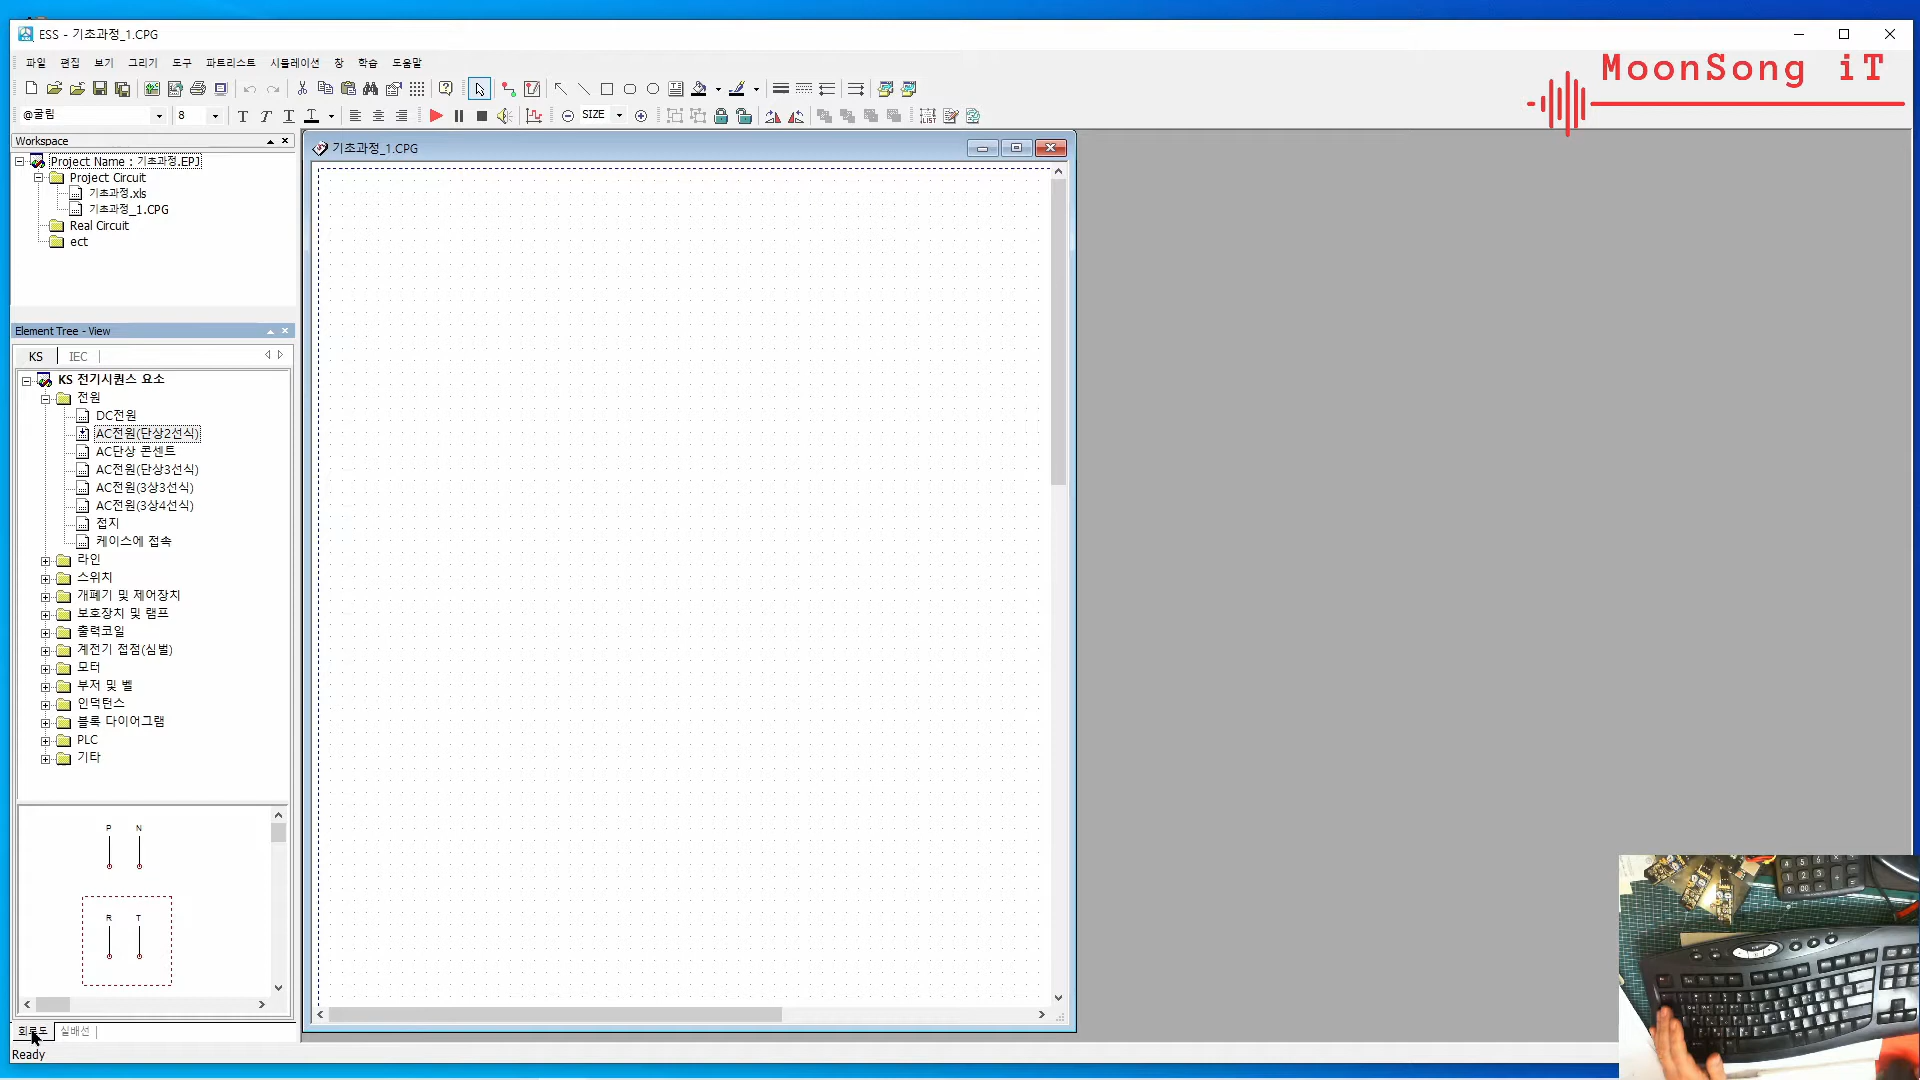 ESS - 기초과정_1.CPG
MoonSong iT
파일 편집 보기 그리기 도구 파트리스트 시뮬레이션 창 학습 도움말
@굴림 8 SIZE
Workspace
Project Name : 기초과정.EPJ
Project Circuit
기초과정.xls
기초과정_1.CPG
Real Circuit
ect
기초과정_1.CPG
Element Tree - View
KS IEC
KS 전기시퀀스 요소
전원
DC전원
AC전원(단상2선식)
AC단상 콘센트
AC전원(단상3선식)
AC전원(3상3선식)
AC전원(3상4선식)
접지
케이스에 접속
라인
스위치
개폐기 및 제어장치
보호장치 및 램프
출력코일
계전기 접점(심벌)
모터
부저 및 벨
인덕턴스
블록 다이어그램
PLC
기타
P N
R T
회로도 실배선
Ready